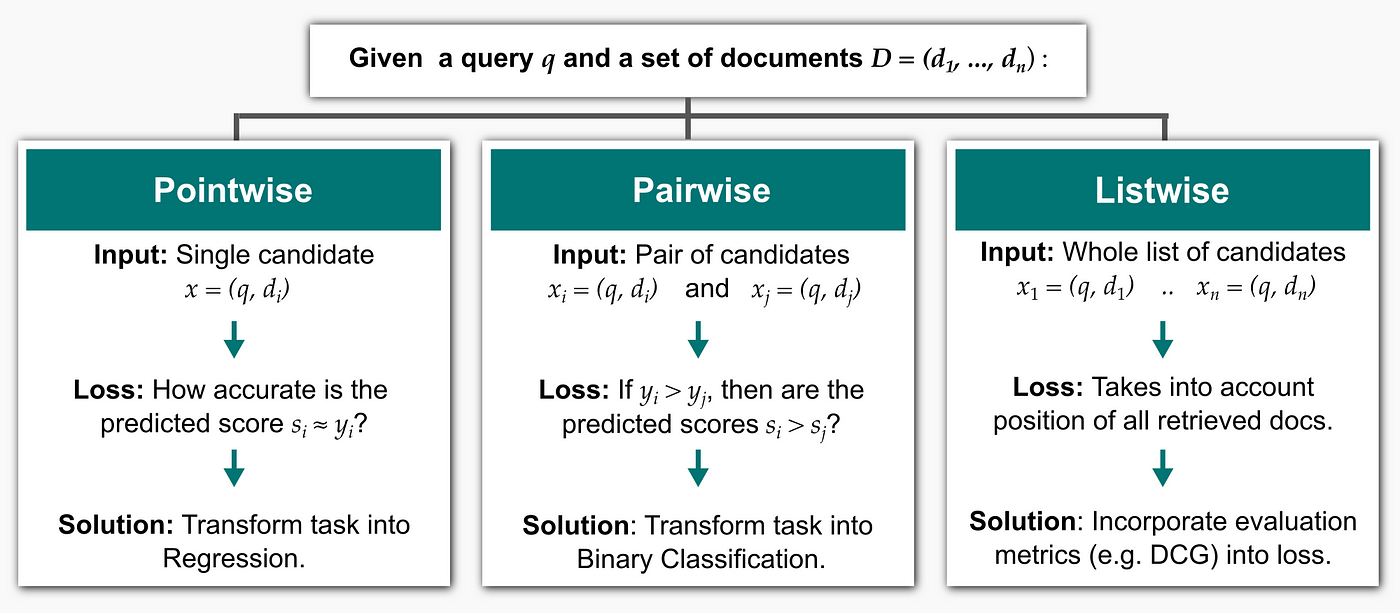 Given a query q and a set of documents D = (d₁, ..., dₙ) :
Pointwise
Input: Single candidate
x = (q, dᵢ)
Loss: How accurate is the
predicted score sᵢ ≈ yᵢ?
Solution: Transform task into
Regression.
Pairwise
Input: Pair of candidates
xᵢ = (q, dᵢ) and xⱼ = (q, dⱼ)
Loss: If yᵢ > yⱼ, then are the
predicted scores sᵢ > sⱼ?
Solution: Transform task into
Binary Classification.
Listwise
Input: Whole list of candidates
x₁ = (q, d₁) .. xₙ = (q, dₙ)
Loss: Takes into account
position of all retrieved docs.
Solution: Incorporate evaluation
metrics (e.g. DCG) into loss.